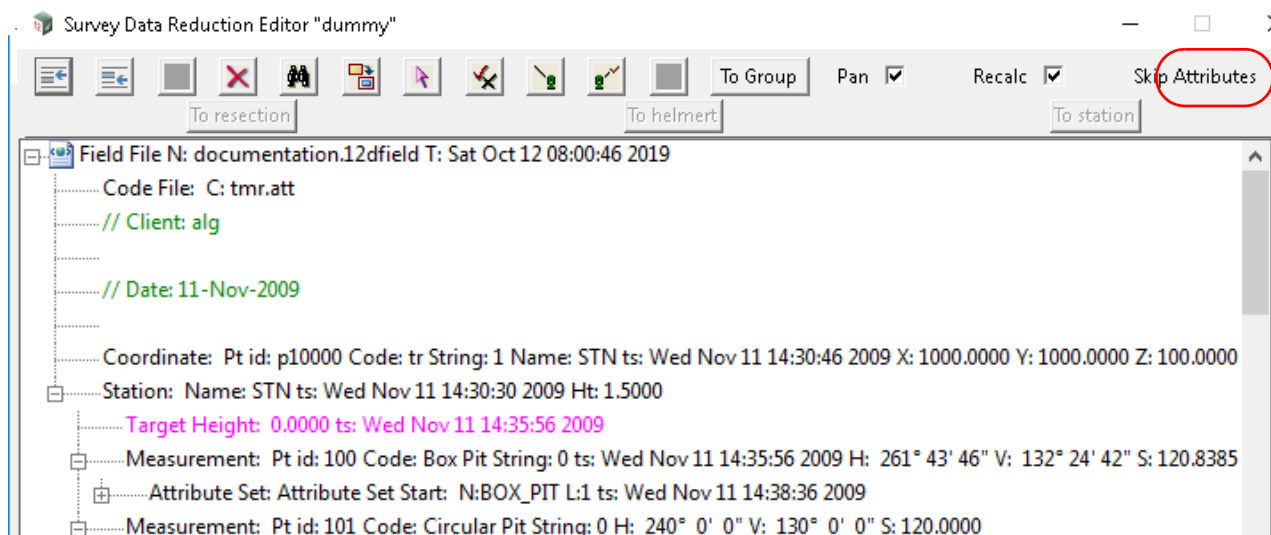 Survey Data Reduction Editor "dummy"
To Group Pan Recalc Skip Attributes
To resection To helmert To station
Field File N: documentation.12dfield T: Sat Oct 12 08:00:46 2019
Code File: C: tmr.att
// Client: alg
// Date: 11-Nov-2009
Coordinate: Pt id: p10000 Code: tr String: 1 Name: STN ts: Wed Nov 11 14:30:46 2009 X: 1000.0000 Y: 1000.0000 Z: 100.0000
Station: Name: STN ts: Wed Nov 11 14:30:30 2009 Ht: 1.5000
Target Height: 0.0000 ts: Wed Nov 11 14:35:56 2009
Measurement: Pt id: 100 Code: Box Pit String: 0 ts: Wed Nov 11 14:35:56 2009 H: 261° 43' 46" V: 132° 24' 42" S: 120.8385
Attribute Set: Attribute Set Start: N:BOX_PIT L:1 ts: Wed Nov 11 14:38:36 2009
Measurement: Pt id: 101 Code: Circular Pit String: 0 H: 240° 0' 0" V: 130° 0' 0" S: 120.0000